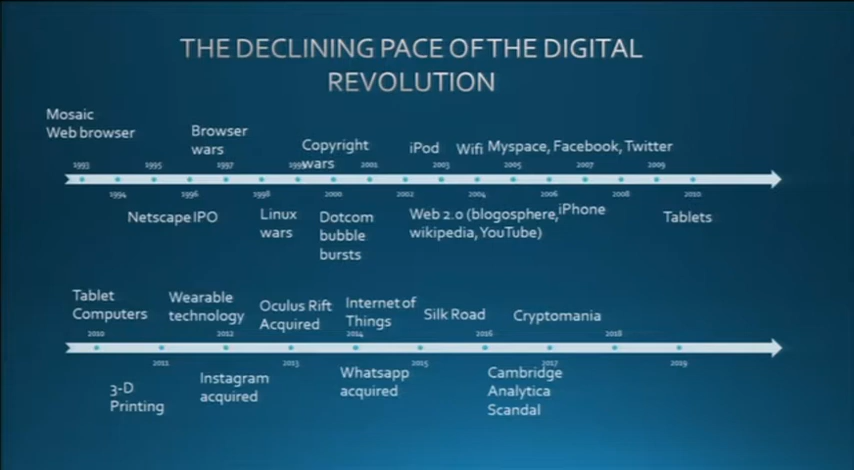 THE DECLINING PACE OF THE DIGITAL
REVOLUTION
Mosaic
Web browser
Browser
wars
Copyright
wars
iPod
Wifi
Myspace, Facebook, Twitter
1993
1995
1997
1999
2001
2003
2005
2007
2009
1994
1996
1998
2000
2002
2004
2006
2008
2010
Netscape IPO
Linux
wars
Dotcom
bubble
bursts
Web 2.0 (blogosphere,
wikipedia, YouTube)
iPhone
Tablets
Tablet
Computers
Wearable
technology
Oculus Rift
Acquired
Internet of
Things
Silk Road
Cryptomania
2010
2012
2014
2016
2018
2011
2013
2015
2017
2019
3-D
Printing
Instagram
acquired
Whatsapp
acquired
Cambridge
Analytica
Scandal